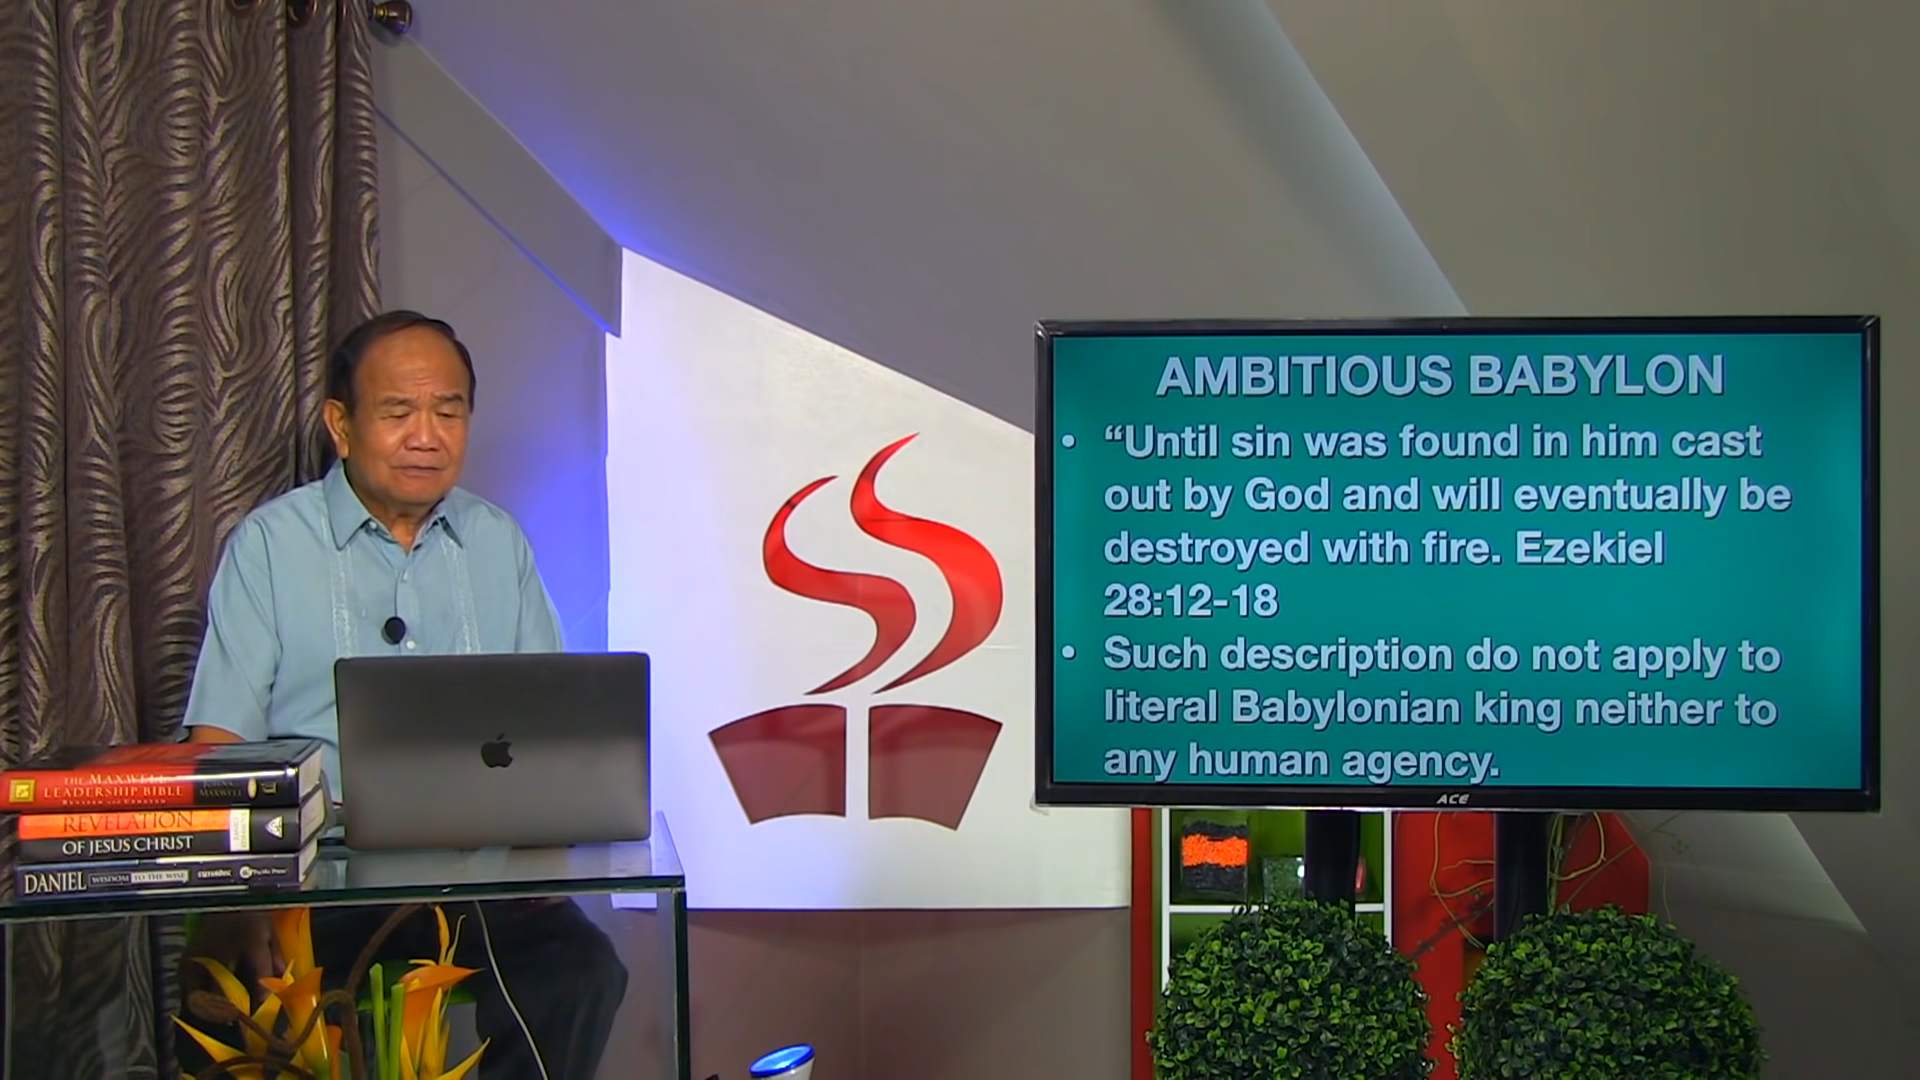 AMBITIOUS BABYLON
• “Until sin was found in him cast
out by God and will eventually be
destroyed with fire. Ezekiel
28:12-18
• Such description do not apply to
literal Babylonian king neither to
any human agency.
ACE
THE MAXWELL
LEADERSHIP BIBLE
REVISED AND UPDATED
JOHN C.
MAXWELL
REVELATION
OF JESUS CHRIST
DANIEL WISDOM TO THE WISE
Pacific Press